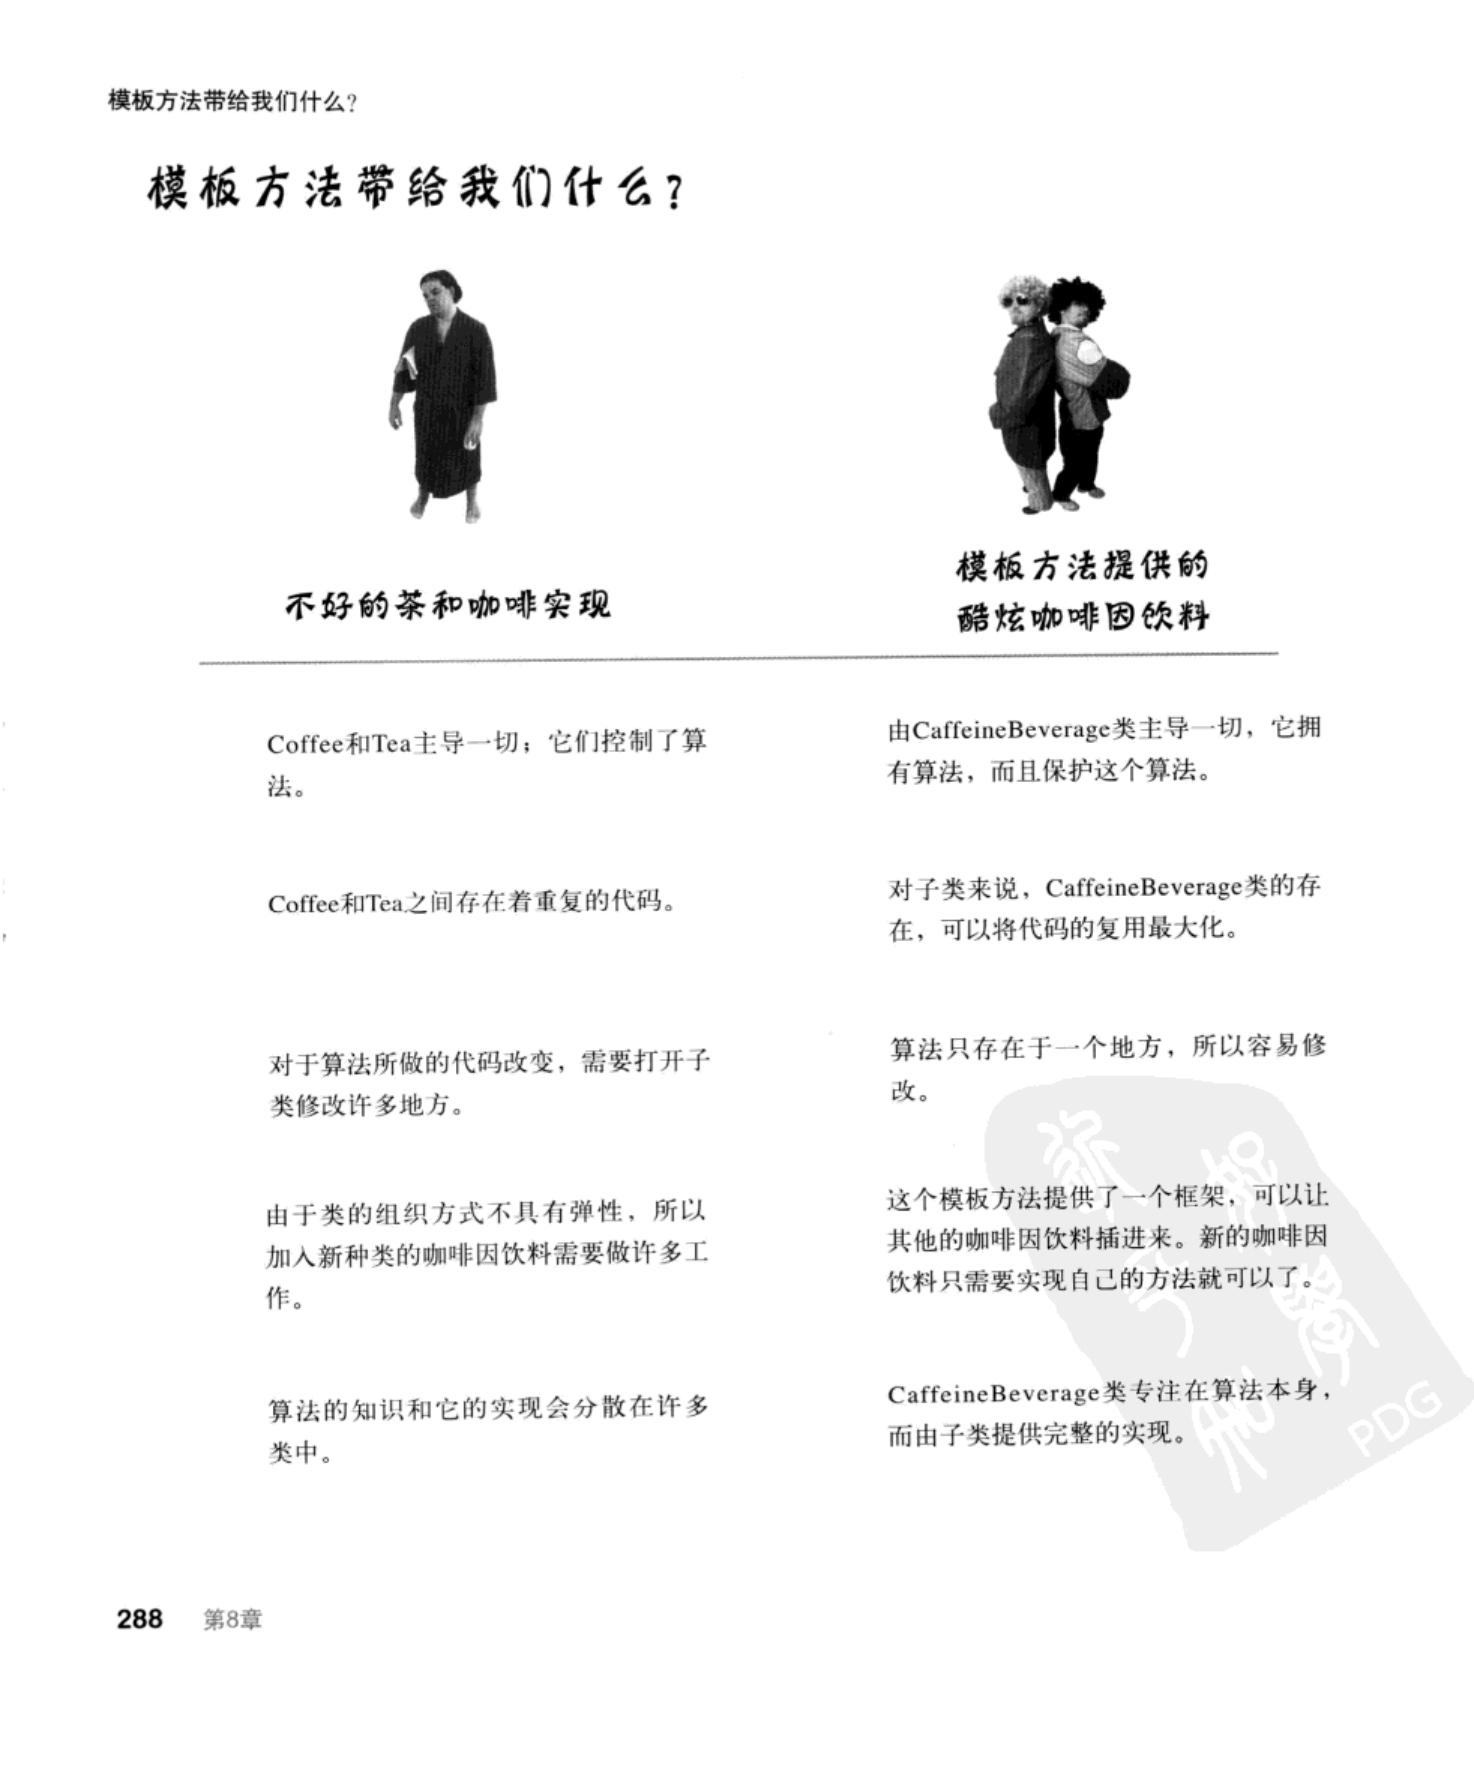 模板方法带给我们什么？
模板方法带给我们什么？
不好的茶和咖啡实现
模板方法提供的
酷炫咖啡因饮料
Coffee和Tea主导一切；它们控制了算
法。
由CaffeineBeverage类主导一切，它拥
有算法，而且保护这个算法。
Coffee和Tea之间存在着重复的代码。
对子类来说，CaffeineBeverage类的存
在，可以将代码的复用最大化。
对于算法所做的代码改变，需要打开子
类修改许多地方。
算法只存在于一个地方，所以容易修
改。
由于类的组织方式不具有弹性，所以
加入新种类的咖啡因饮料需要做许多工
作。
这个模板方法提供了一个框架，可以让
其他的咖啡因饮料插进来。新的咖啡因
饮料只需要实现自己的方法就可以了。
算法的知识和它的实现会分散在许多
类中。
CaffeineBeverage类专注在算法本身，
而由子类提供完整的实现。
PDG
288 第8章